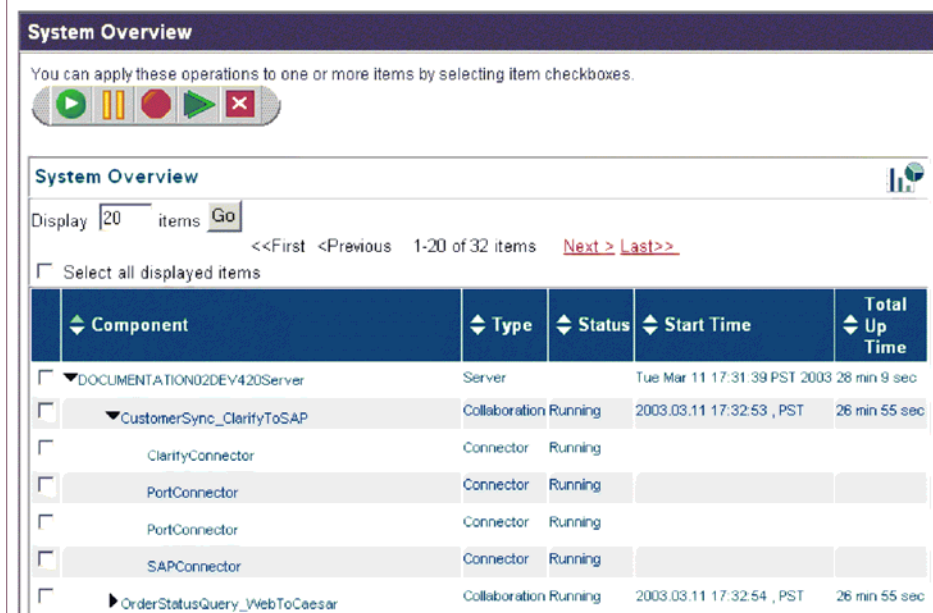 System Overview
You can apply these operations to one or more items by selecting item checkboxes.
System Overview
Display 20 items Go
<<First <Previous 1-20 of 32 items Next > Last>>
Select all displayed items
Component Type Status Start Time Total Up Time
DOCUMENTATION02DEV420Server Server Tue Mar 11 17:31:39 PST 2003 28 min 9 sec
CustomerSync_ClarifyToSAP Collaboration Running 2003.03.11 17:32:53 , PST 26 min 55 sec
ClarifyConnector Connector Running
PortConnector Connector Running
PortConnector Connector Running
SAPConnector Connector Running
OrderStatusQuery_WebToCaesar Collaboration Running 2003.03.11 17:32:54 , PST 26 min 55 sec